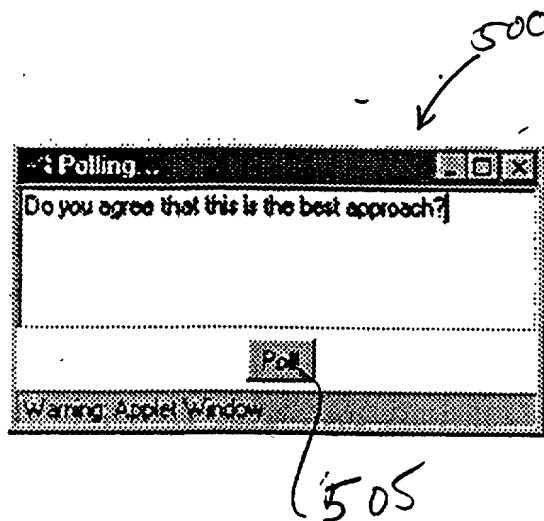 500
Polling...
Do you agree that this is the best approach?
Poll
Warning: Applet Window
505